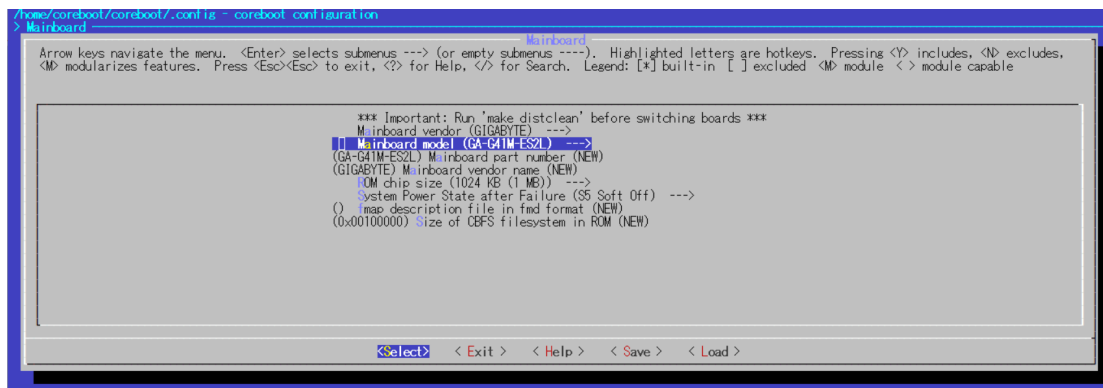 /home/coreboot/coreboot/.config - coreboot configuration
> Mainboard
Mainboard
Arrow keys navigate the menu. <Enter> selects submenus ---> (or empty submenus ----). Highlighted letters are hotkeys. Pressing <Y> includes, <N> excludes,
<M> modularizes features. Press <Esc><Esc> to exit, <?> for Help, </> for Search. Legend: [*] built-in [ ] excluded <M> module < > module capable
*** Important: Run 'make distclean' before switching boards ***
Mainboard vendor (GIGABYTE) --->
Mainboard model (GA-G41M-ES2L) --->
(GA-G41M-ES2L) Mainboard part number (NEW)
(GIGABYTE) Mainboard vendor name (NEW)
ROM chip size (1024 KB (1 MB)) --->
System Power State after Failure (S5 Soft Off) --->
() fmap description file in fmd format (NEW)
(0x00100000) Size of CBFS filesystem in ROM (NEW)
<Select> < Exit > < Help > < Save > < Load >